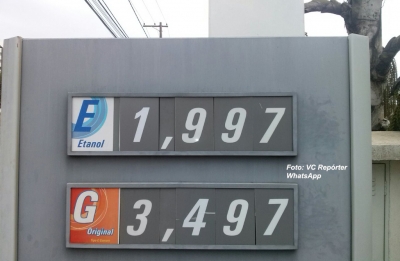 E 1,997
Etanol
Foto: VC Repórter
WhatsApp
G 3,497
Original